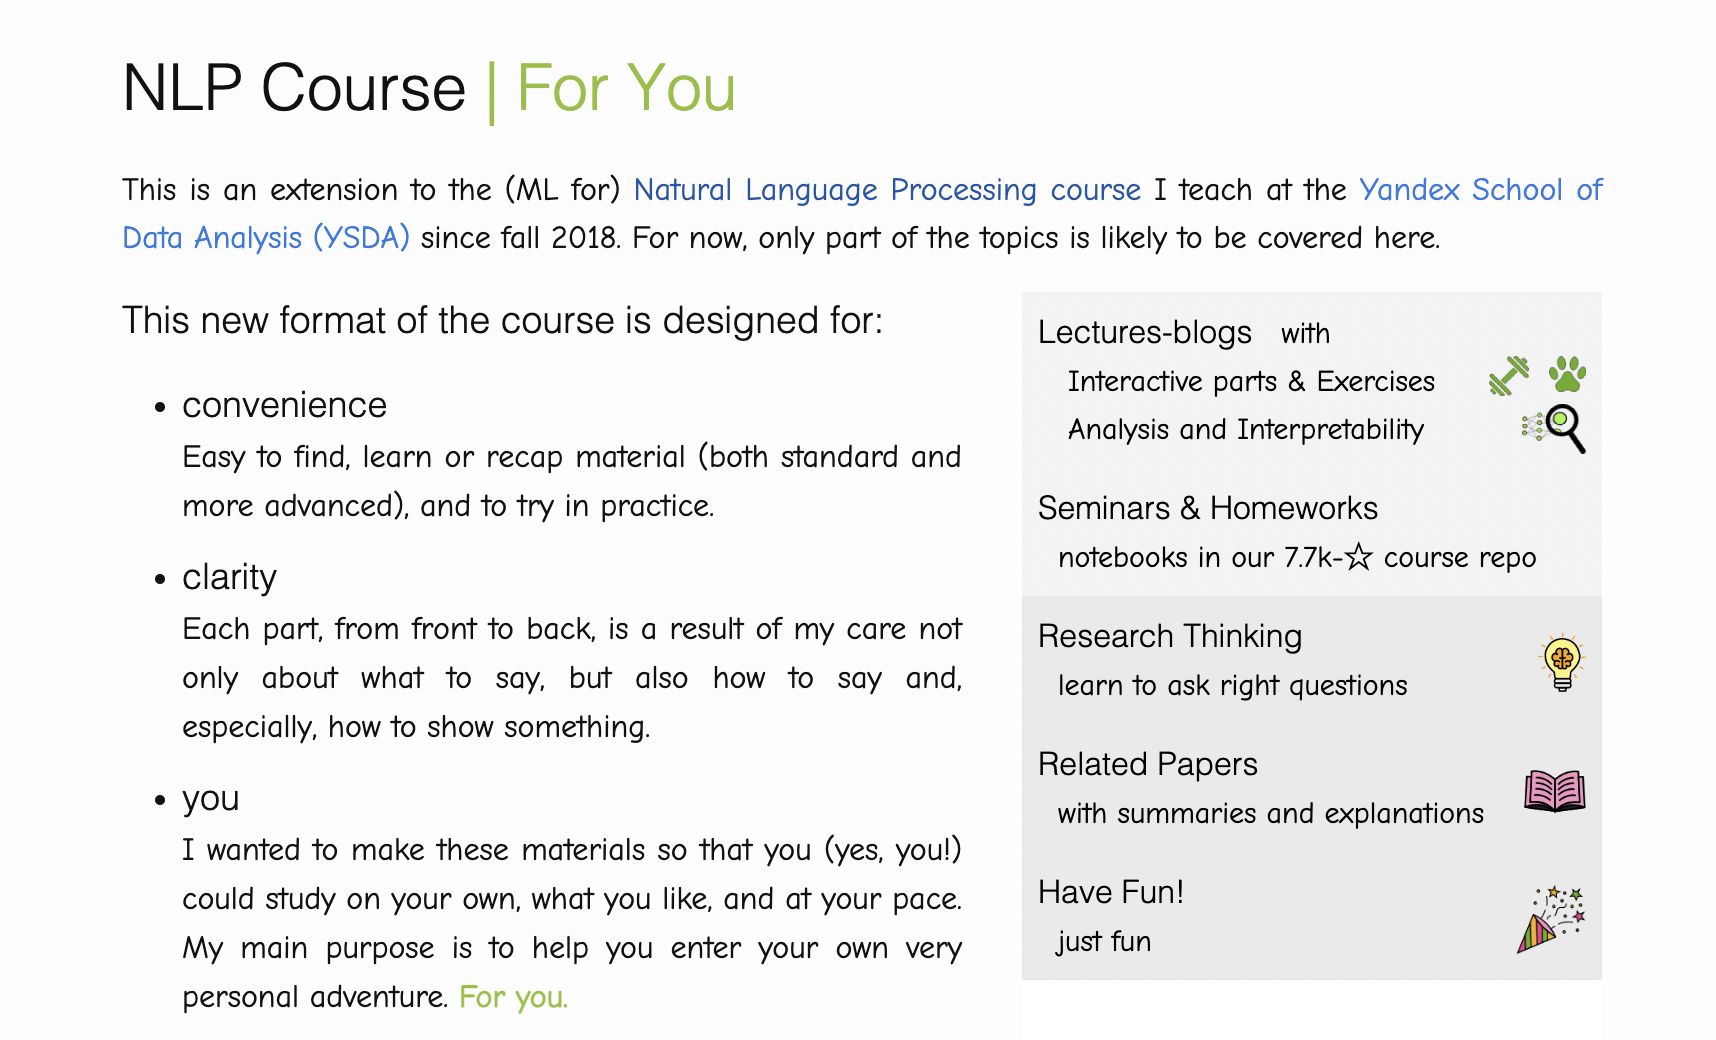 NLP Course | For You
This is an extension to the (ML for) Natural Language Processing course I teach at the Yandex School of
Data Analysis (YSDA) since fall 2018. For now, only part of the topics is likely to be covered here.
This new format of the course is designed for:
• convenience
Easy to find, learn or recap material (both standard and
more advanced), and to try in practice.
• clarity
Each part, from front to back, is a result of my care not
only about what to say, but also how to say and,
especially, how to show something.
• you
I wanted to make these materials so that you (yes, you!)
could study on your own, what you like, and at your pace.
My main purpose is to help you enter your own very
personal adventure. For you.
Lectures-blogs with
Interactive parts & Exercises
Analysis and Interpretability
Seminars & Homeworks
notebooks in our 7.7k-☆ course repo
Research Thinking
learn to ask right questions
Related Papers
with summaries and explanations
Have Fun!
just fun